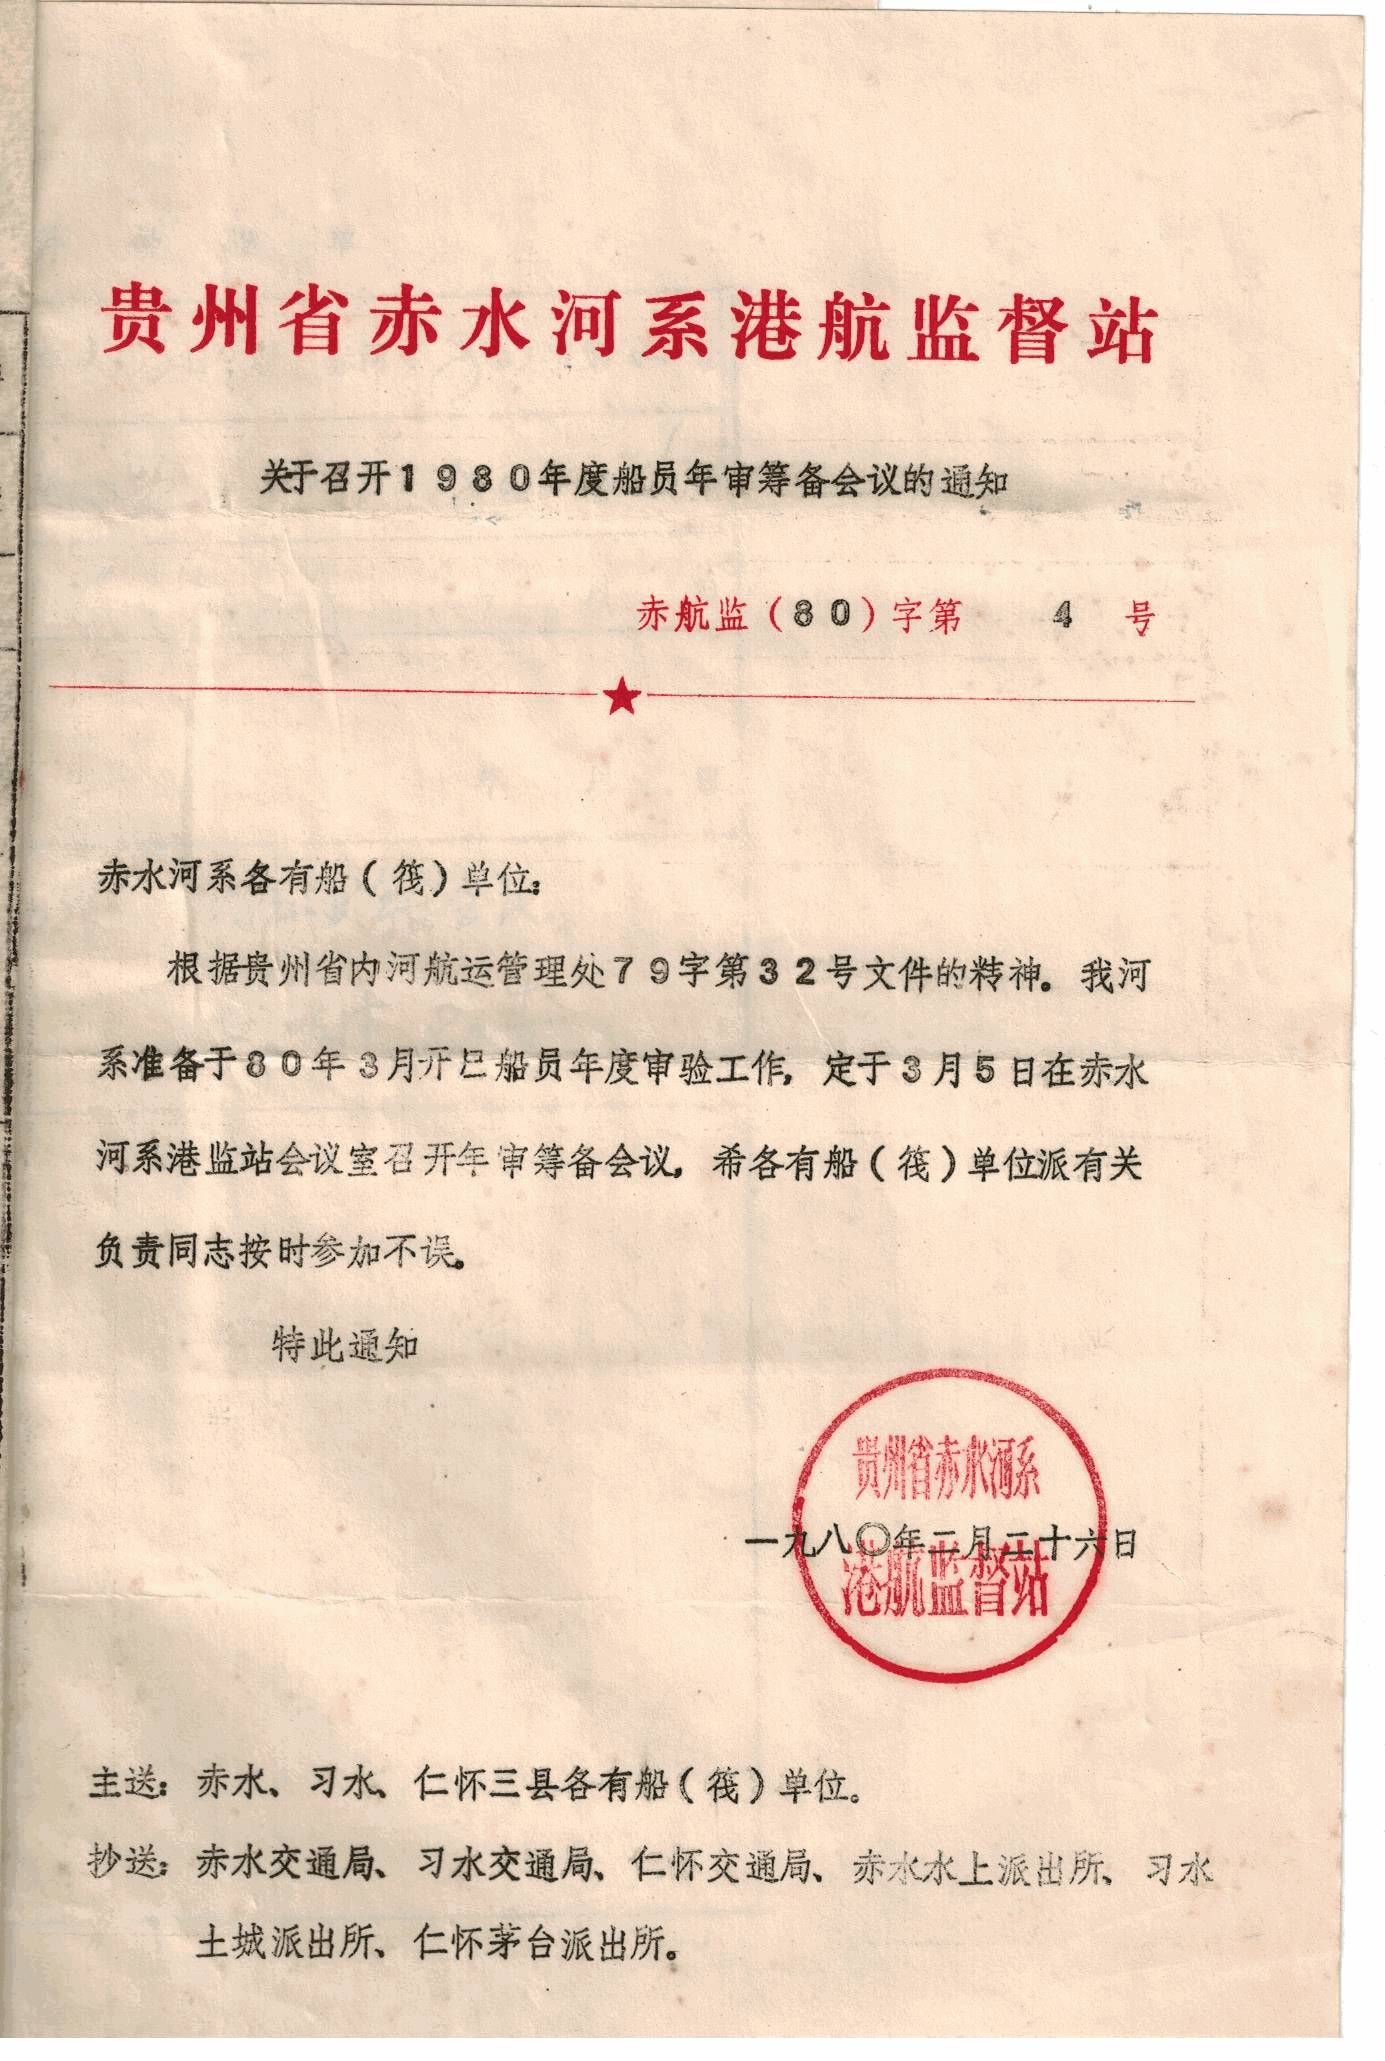 贵州省赤水河系港航监督站
关于召开1980年度船员年审筹备会议的通知
赤航监(80)字第 4 号
赤水河系各有船(筏)单位:
根据贵州省内河航运管理处79字第32号文件的精神。我河
系准备于80年3月开 船员年度审验工作,定于3月5日在赤水
河系港监站会议室召开年审筹备会议,希各有船(筏)单位派有关
负责同志按时参加不误。
特此通知
贵州省赤水河系
一九八〇年二月二十六日
港航监督站
主送:赤水、习水、仁怀三县各有船(筏)单位。
抄送:赤水交通局、习水交通局、仁怀交通局、赤水水上派出所、习水
土城派出所、仁怀茅台派出所。